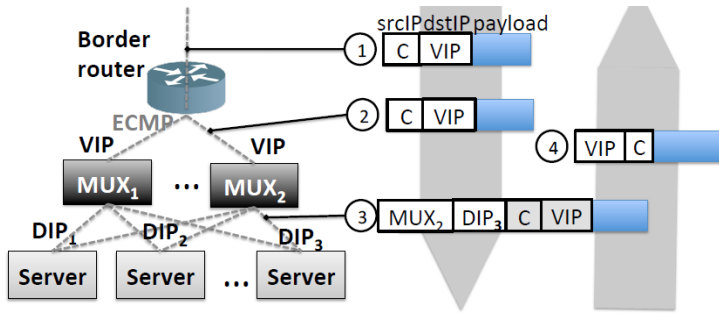 srcIP dstIP payload
Border router
1 C VIP
ECMP
2 C VIP
VIP VIP
4 VIP C
MUX1 ... MUX2
3 MUX2 DIP3 C VIP
DIP1 DIP2 DIP3
Server Server ... Server